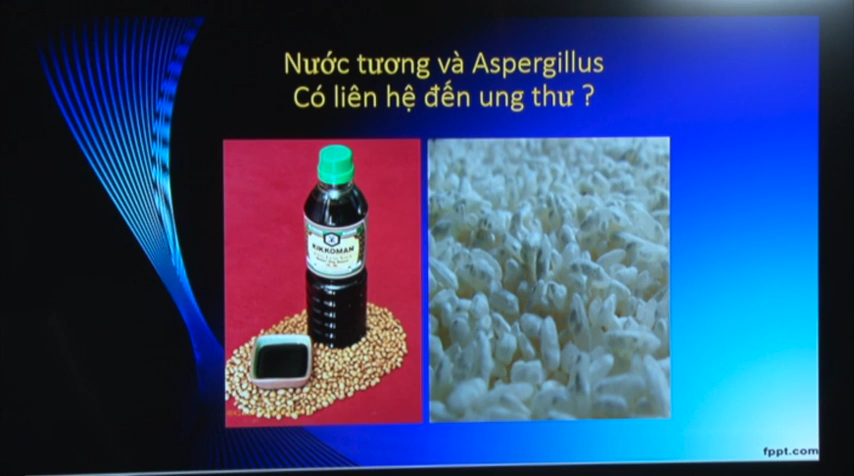 Nước tương và Aspergillus
Có liên hệ đến ung thư ?
KIKKOMAN
fppt.com